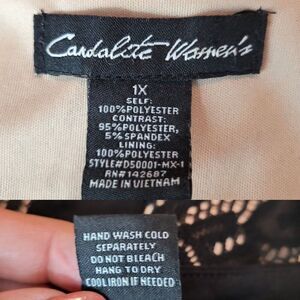 Candalite Women's
1X
SELF:
100%POLYESTER
CONTRAST:
95%POLYESTER,
5%SPANDEX
LINING:
100%POLYESTER
STYLE#D50001-MX-1
RN#142687
MADE IN VIETNAM
HAND WASH COLD
SEPARATELY
DO NOT BLEACH
HANG TO DRY
COOL IRON IF NEEDED